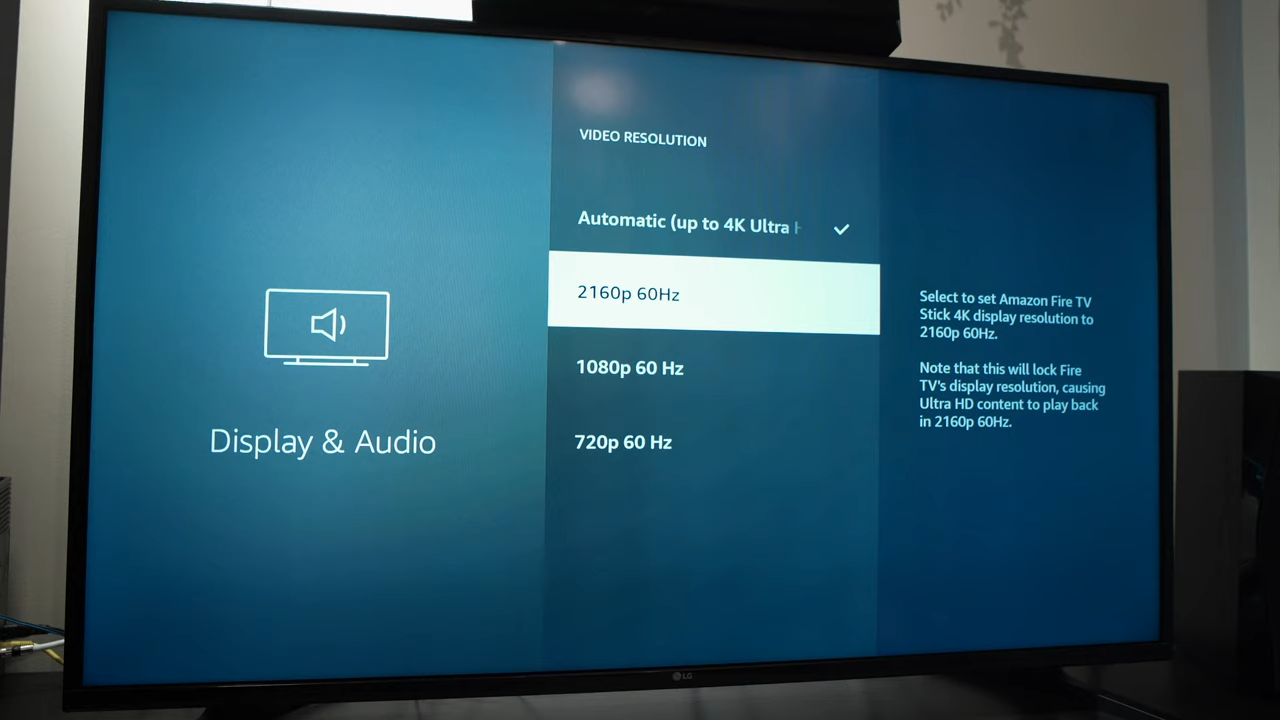 VIDEO RESOLUTION
Automatic (up to 4K Ultra H
2160p 60Hz
1080p 60 Hz
720p 60 Hz
Display & Audio
Select to set Amazon Fire TV
Stick 4K display resolution to
2160p 60Hz.
Note that this will lock Fire
TV's display resolution, causing
Ultra HD content to play back
in 2160p 60Hz.
LG